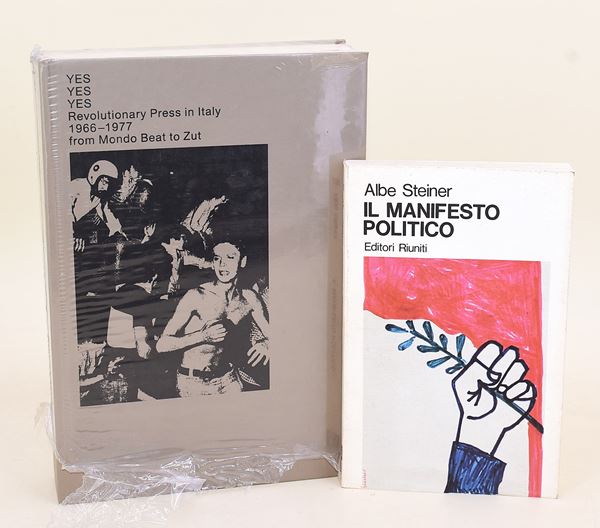 YES
YES
YES
Revolutionary Press in Italy
1966–1977
from Mondo Beat to Zut
Albe Steiner
IL MANIFESTO
POLITICO
Editori Riuniti